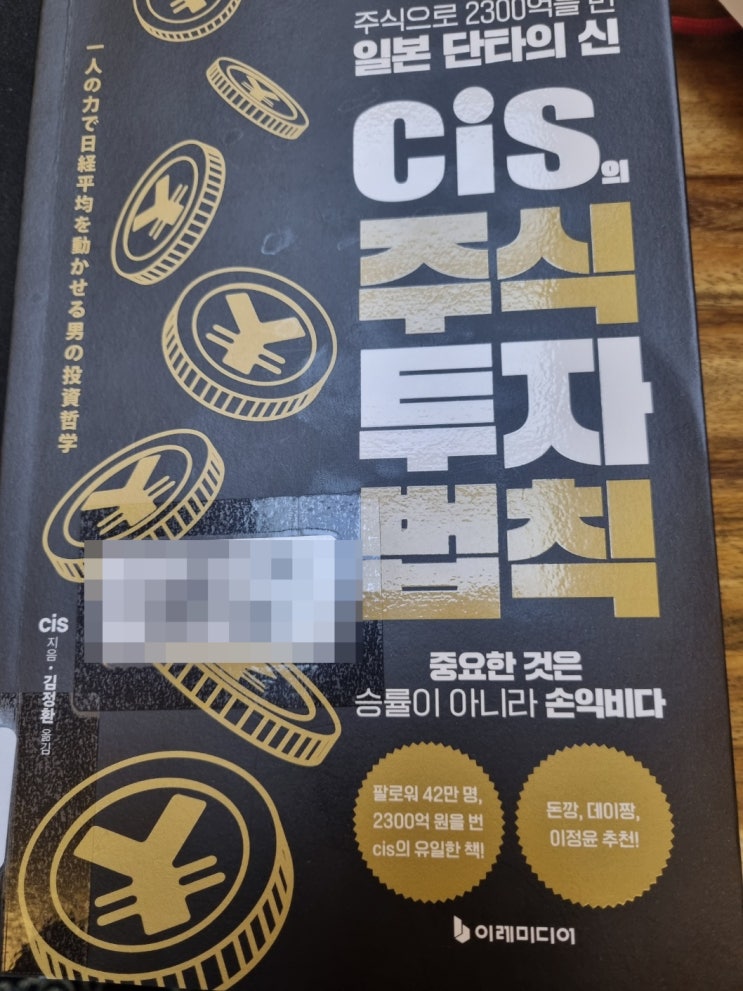 주식으로 2300억을 번
일본 단타의 신
cis의
주식
투자
법칙
一人の力で日経平均を動かせる男の投資哲学
cis 지음 · 김정환 옮김
중요한 것은
승률이 아니라 손익비다
팔로워 42만 명,
2300억 원을 번
cis의 유일한 책!
돈깡, 데이짱,
이정윤 추천!
이레미디어